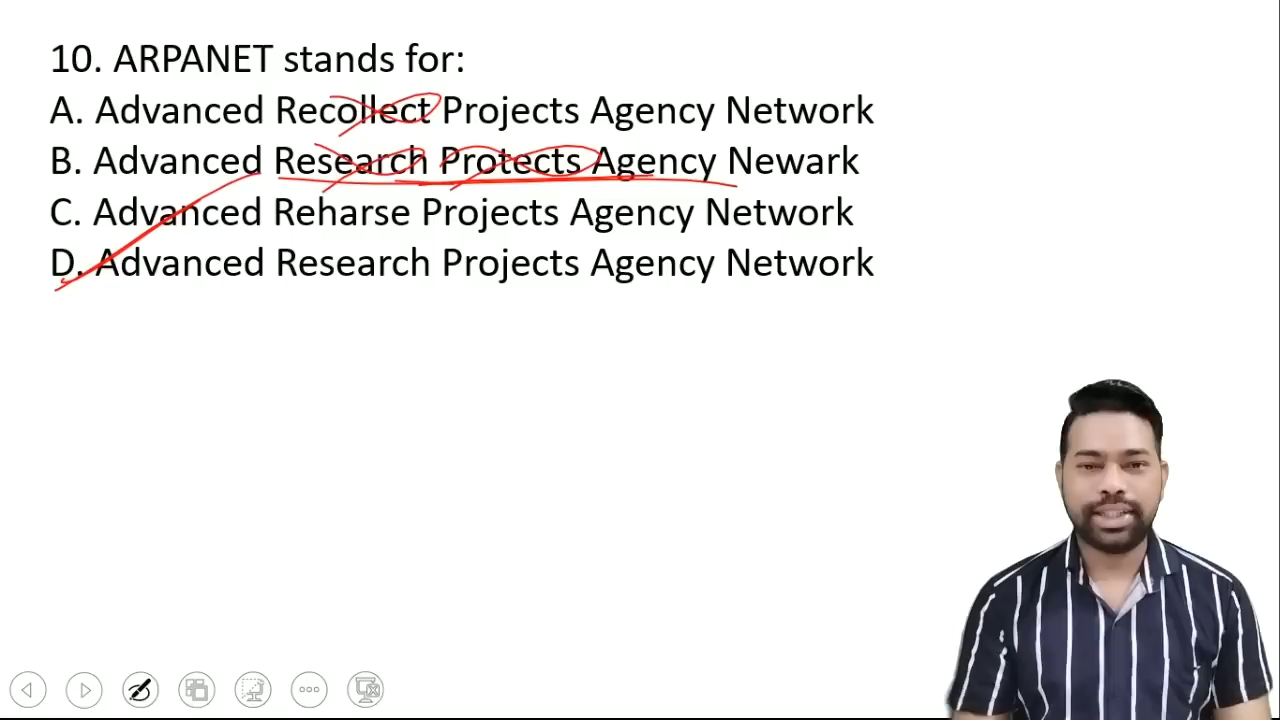 10. ARPANET stands for:
A. Advanced Recollect Projects Agency Network
B. Advanced Research Protects Agency Newark
C. Advanced Reharse Projects Agency Network
D. Advanced Research Projects Agency Network